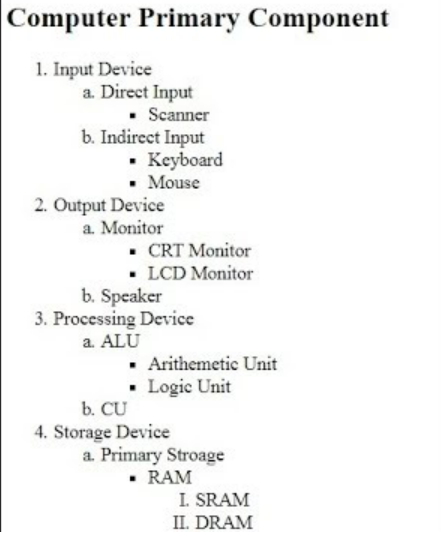 Computer Primary Component
1. Input Device
a. Direct Input
▪ Scanner
b. Indirect Input
▪ Keyboard
▪ Mouse
2. Output Device
a. Monitor
▪ CRT Monitor
▪ LCD Monitor
b. Speaker
3. Processing Device
a. ALU
▪ Arithemetic Unit
▪ Logic Unit
b. CU
4. Storage Device
a. Primary Stroage
▪ RAM
I. SRAM
II. DRAM